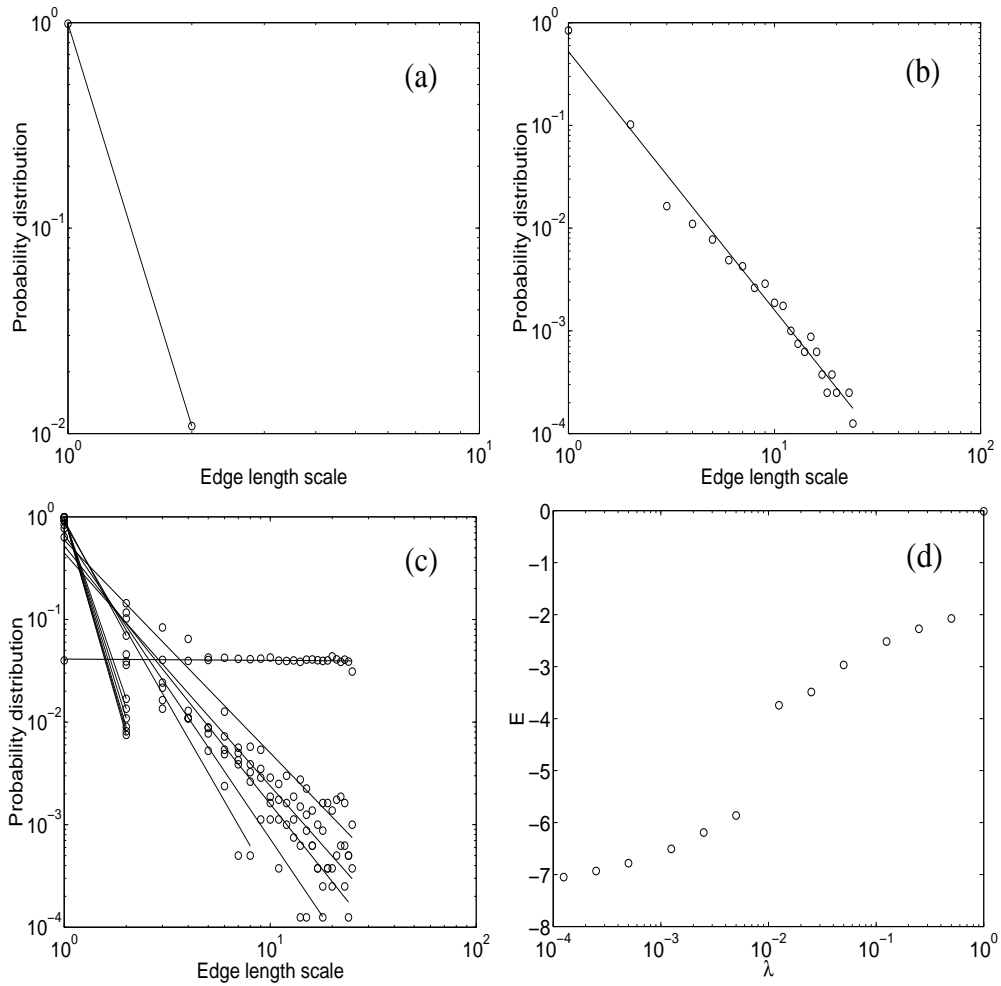 10^0
10^-1
10^-2
Probability distribution
(a)
10^0
10^1
Edge length scale
10^0
10^-1
10^-2
10^-3
10^-4
Probability distribution
(b)
10^0
10^1
10^2
Edge length scale
10^0
10^-1
10^-2
10^-3
10^-4
Probability distribution
(c)
10^0
10^1
10^2
Edge length scale
0
−1
−2
−3
−4
−5
−6
−7
−8
E
(d)
10^-4
10^-3
10^-2
10^-1
10^0
λ